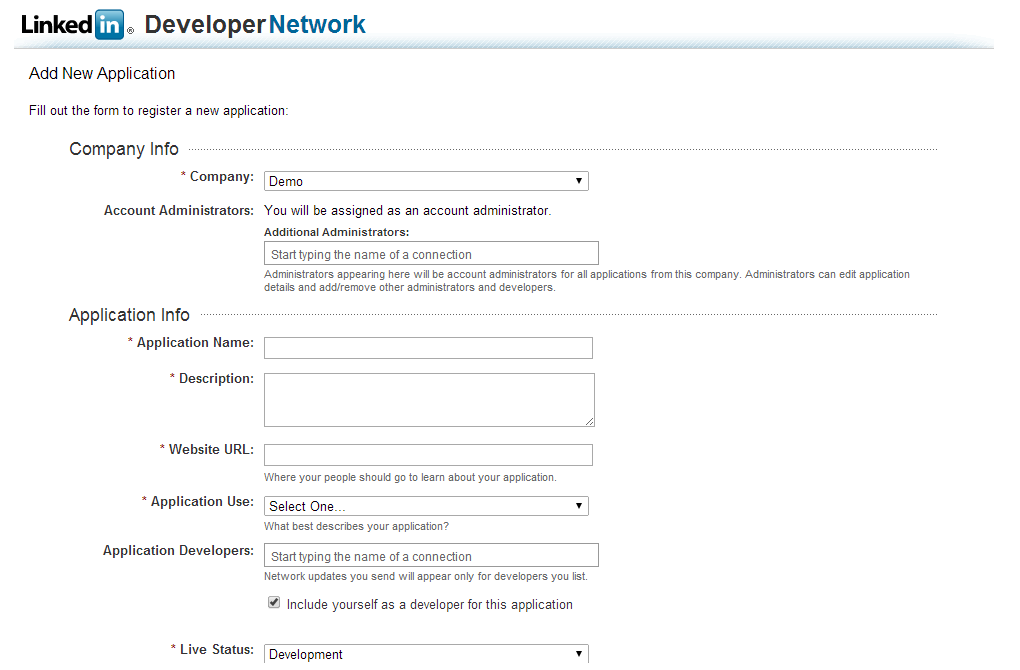 Linked in ® DeveloperNetwork
Add New Application
Fill out the form to register a new application:
Company Info
* Company: Demo
Account Administrators: You will be assigned as an account administrator.
Additional Administrators:
Start typing the name of a connection
Administrators appearing here will be account administrators for all applications from this company. Administrators can edit application
details and add/remove other administrators and developers.
Application Info
* Application Name:
* Description:
* Website URL:
Where your people should go to learn about your application.
* Application Use: Select One...
What best describes your application?
Application Developers: Start typing the name of a connection
Network updates you send will appear only for developers you list.
Include yourself as a developer for this application
* Live Status: Development